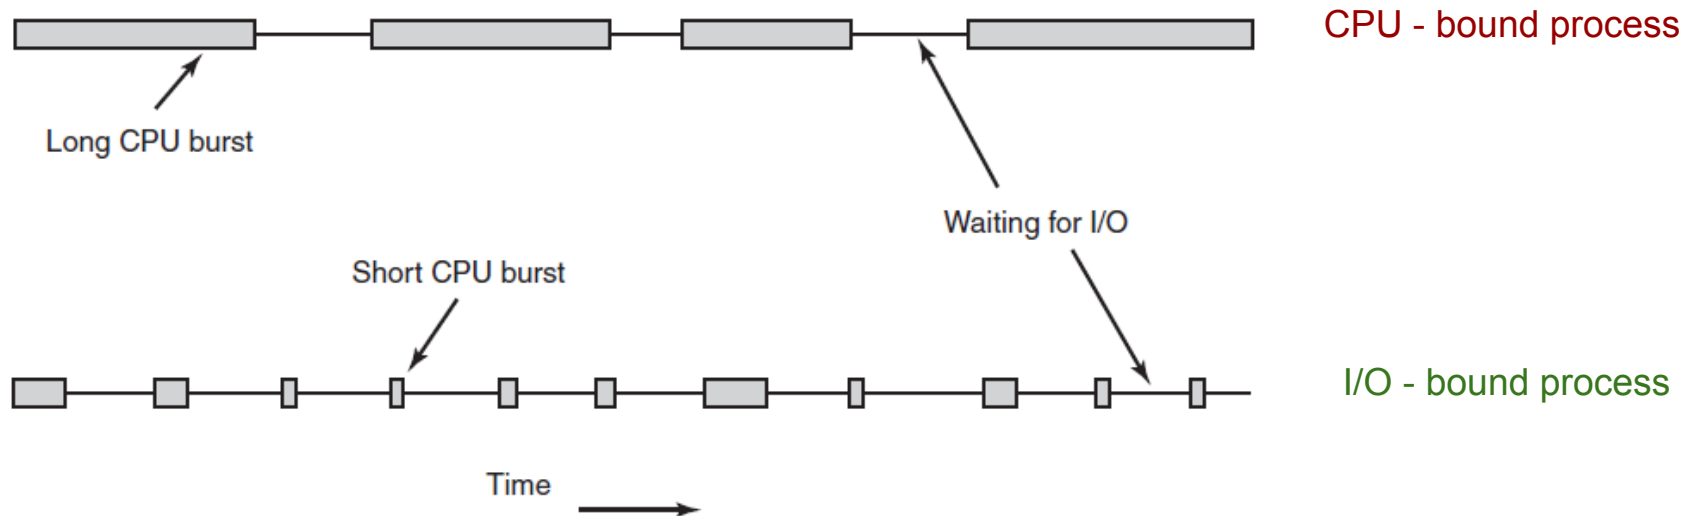 CPU - bound process
Long CPU burst
Waiting for I/O
Short CPU burst
I/O - bound process
Time